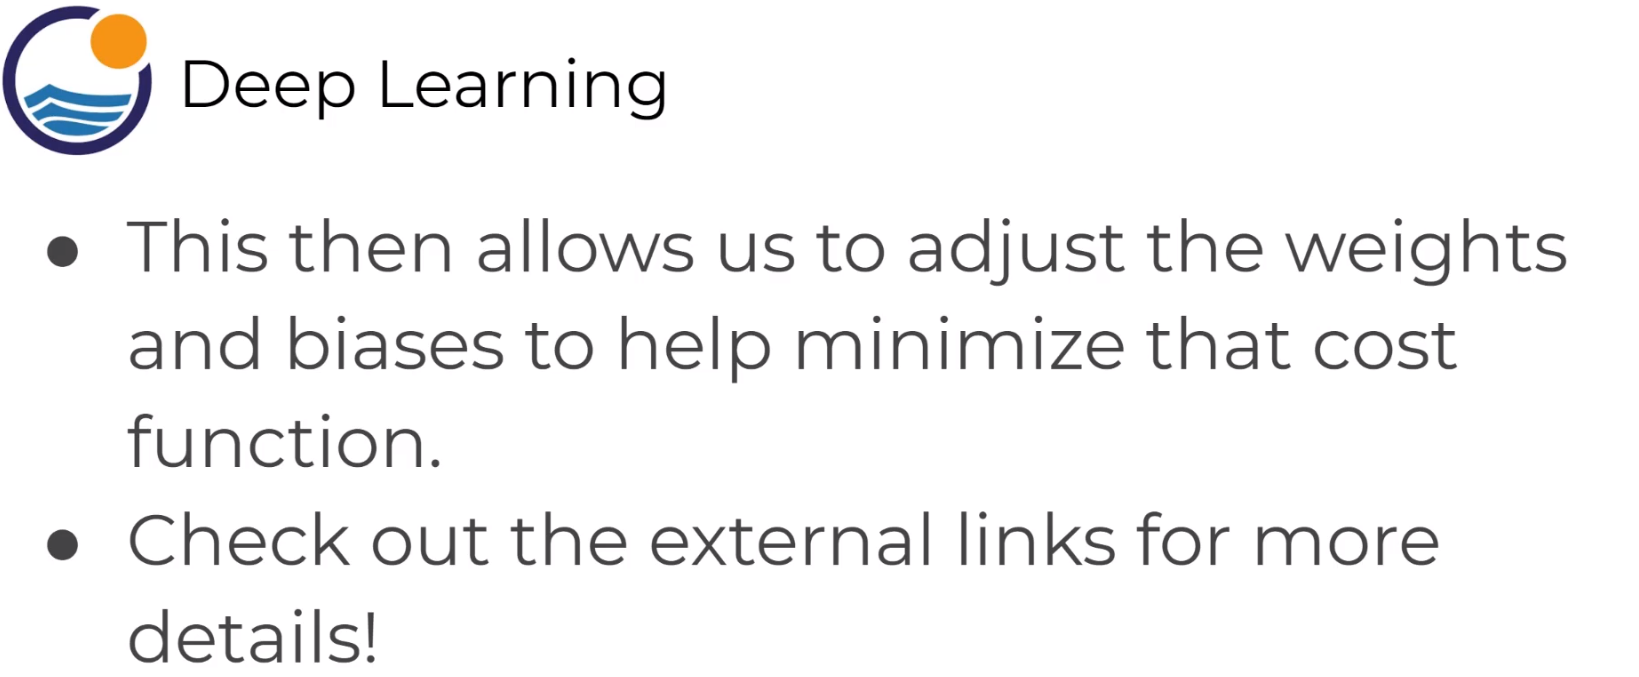 Deep Learning
● This then allows us to adjust the weights
and biases to help minimize that cost
function.
● Check out the external links for more
details!